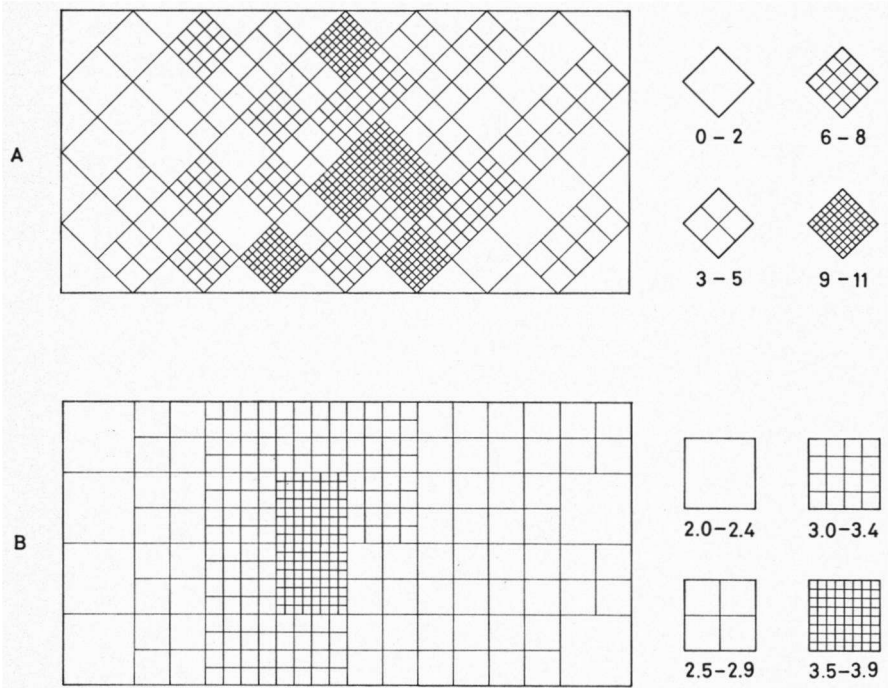 A
0 – 2
6 – 8
3 – 5
9 – 11
B
2.0–2.4
3.0–3.4
2.5–2.9
3.5–3.9